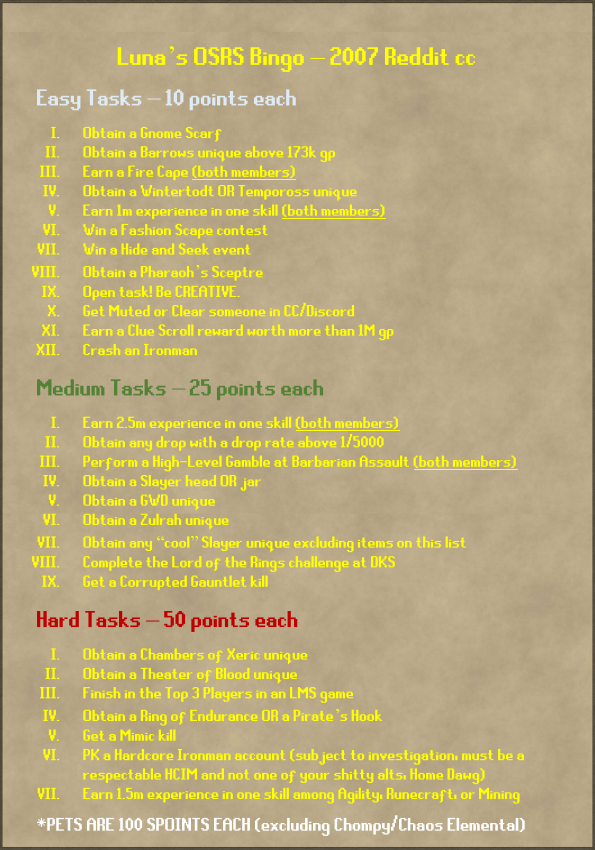 Luna's OSRS Bingo – 2007 Reddit cc
Easy Tasks – 10 points each
I. Obtain a Gnome Scarf
II. Obtain a Barrows unique above 173k gp
III. Earn a Fire Cape (both members)
IV. Obtain a Wintertodt OR Tempoross unique
V. Earn 1m experience in one skill (both members)
VI. Win a Fashion Scape contest
VII. Win a Hide and Seek event
VIII. Obtain a Pharaoh's Sceptre
IX. Open task! Be CREATIVE.
X. Get Muted or Clear someone in CC/Discord
XI. Earn a Clue Scroll reward worth more than 1M gp
XII. Crash an Ironman
Medium Tasks – 25 points each
I. Earn 2.5m experience in one skill (both members)
II. Obtain any drop with a drop rate above 1/5000
III. Perform a High-Level Gamble at Barbarian Assault (both members)
IV. Obtain a Slayer head OR jar
V. Obtain a GWD unique
VI. Obtain a Zulrah unique
VII. Obtain any “cool” Slayer unique excluding items on this list
VIII. Complete the Lord of the Rings challenge at DKS
IX. Get a Corrupted Gauntlet kill
Hard Tasks – 50 points each
I. Obtain a Chambers of Xeric unique
II. Obtain a Theater of Blood unique
III. Finish in the Top 3 Players in an LMS game
IV. Obtain a Ring of Endurance OR a Pirate's Hook
V. Get a Mimic kill
VI. PK a Hardcore Ironman account (subject to investigation, must be a
respectable HCIM and not one of your shitty alts, Home Dawg)
VII. Earn 1.5m experience in one skill among Agility, Runecraft, or Mining
*PETS ARE 100 SPOINTS EACH (excluding Chompy/Chaos Elemental)